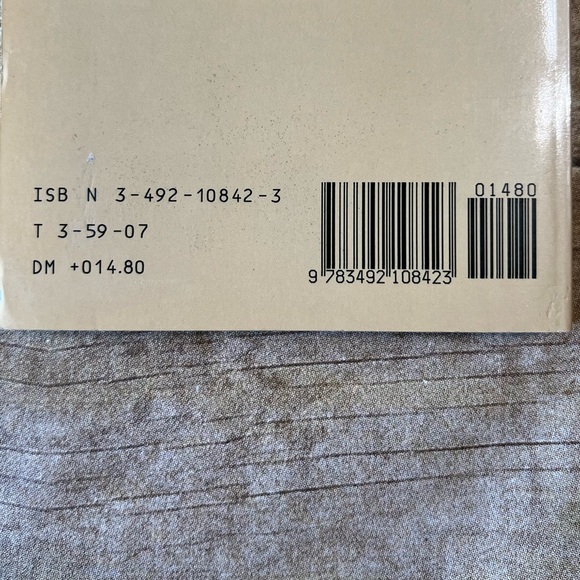 ISB N 3-492-10842-3
T 3-59-07
DM +014.80
01480
9 783492 108423